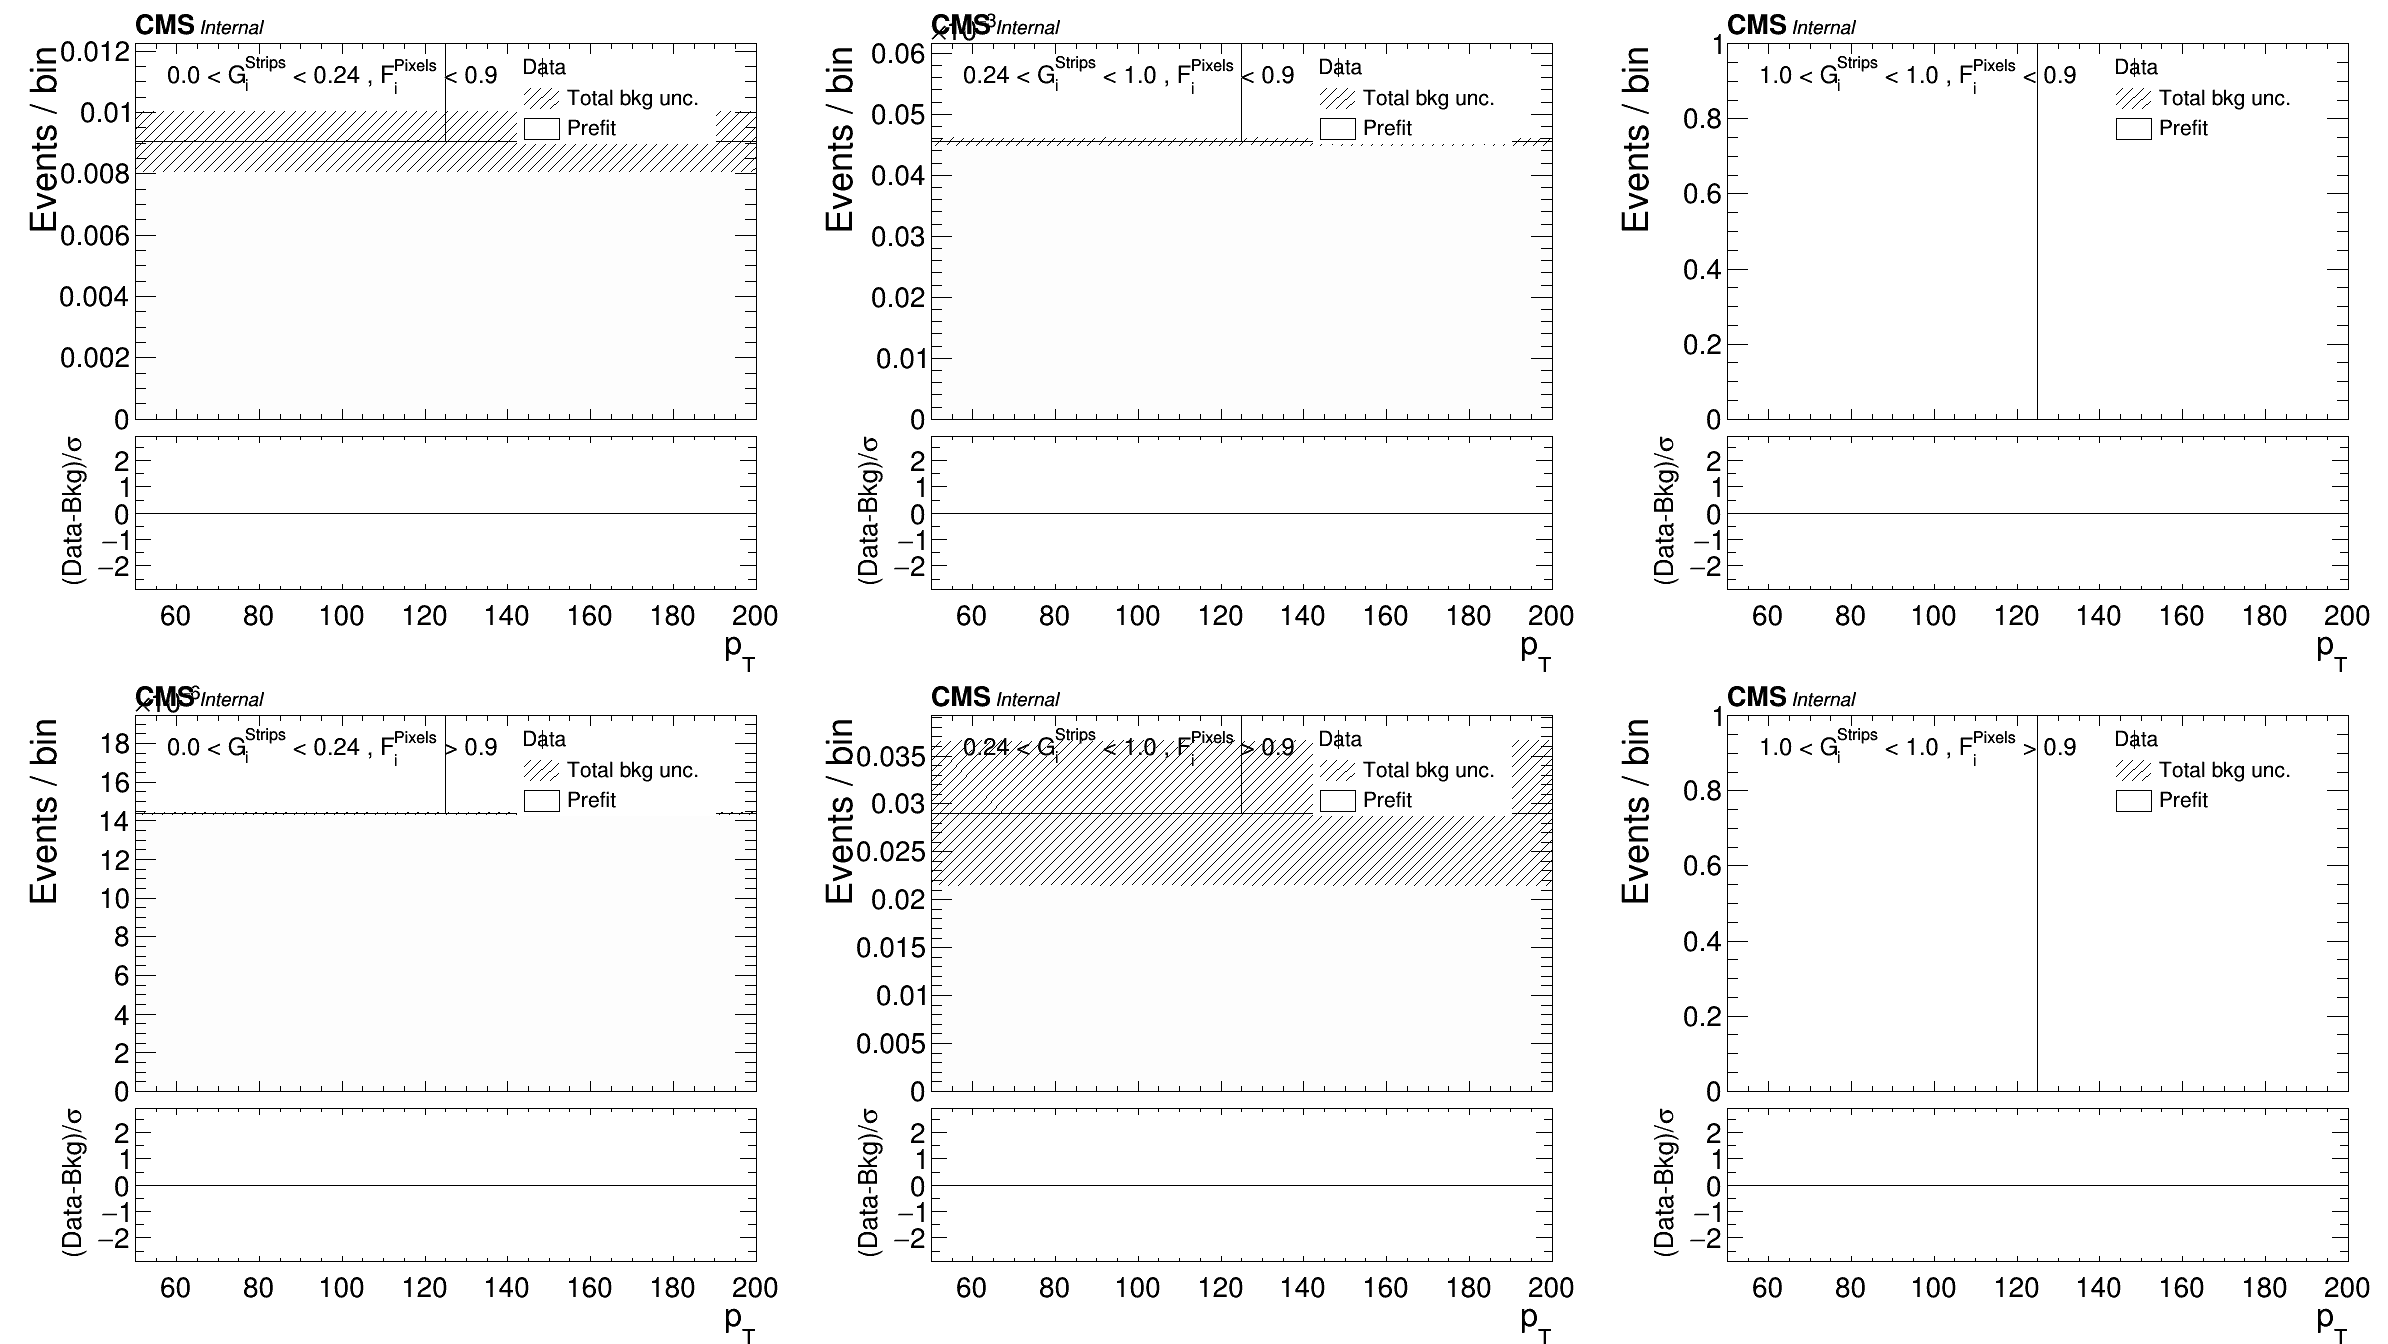 CMS Internal
Events / bin
0.012
0.01
0.008
0.006
0.004
0.002
0
0.0 < G_i^Strips < 0.24 , F_i^Pixels < 0.9
Data
Total bkg unc.
Prefit
(Data-Bkg)/σ
2
1
0
−1
−2
60 80 100 120 140 160 180 200
p_T
CMS Internal
×10^-3
Events / bin
0.06
0.05
0.04
0.03
0.02
0.01
0
0.24 < G_i^Strips < 1.0 , F_i^Pixels < 0.9
Data
Total bkg unc.
Prefit
(Data-Bkg)/σ
2
1
0
−1
−2
60 80 100 120 140 160 180 200
p_T
CMS Internal
Events / bin
1
0.8
0.6
0.4
0.2
0
1.0 < G_i^Strips < 1.0 , F_i^Pixels < 0.9
Data
Total bkg unc.
Prefit
(Data-Bkg)/σ
2
1
0
−1
−2
60 80 100 120 140 160 180 200
p_T
CMS Internal
×10^-6
Events / bin
18
16
14
12
10
8
6
4
2
0
0.0 < G_i^Strips < 0.24 , F_i^Pixels > 0.9
Data
Total bkg unc.
Prefit
(Data-Bkg)/σ
2
1
0
−1
−2
60 80 100 120 140 160 180 200
p_T
CMS Internal
Events / bin
0.035
0.03
0.025
0.02
0.015
0.01
0.005
0
0.24 < G_i^Strips < 1.0 , F_i^Pixels > 0.9
Data
Total bkg unc.
Prefit
(Data-Bkg)/σ
2
1
0
−1
−2
60 80 100 120 140 160 180 200
p_T
CMS Internal
Events / bin
1
0.8
0.6
0.4
0.2
0
1.0 < G_i^Strips < 1.0 , F_i^Pixels > 0.9
Data
Total bkg unc.
Prefit
(Data-Bkg)/σ
2
1
0
−1
−2
60 80 100 120 140 160 180 200
p_T